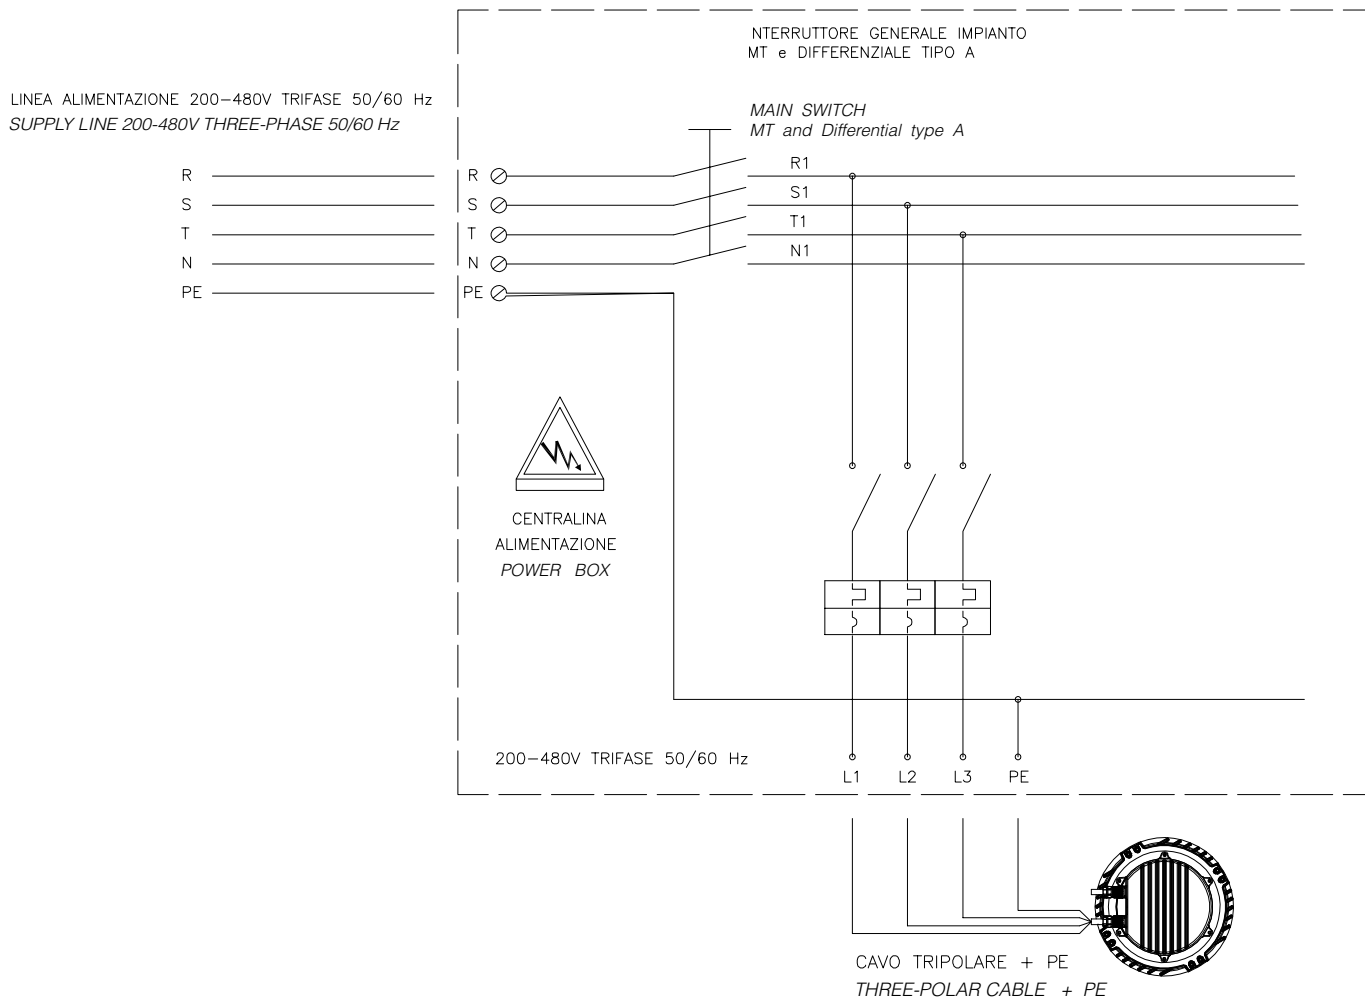 NTERRUTTORE GENERALE IMPIANTO
MT e DIFFERENZIALE TIPO A
LINEA ALIMENTAZIONE 200-480V TRIFASE 50/60 Hz
SUPPLY LINE 200-480V THREE-PHASE 50/60 Hz
MAIN SWITCH
MT and Differential type A
R R R1
S S S1
T T T1
N N N1
PE PE
CENTRALINA
ALIMENTAZIONE
POWER BOX
200-480V TRIFASE 50/60 Hz
L1 L2 L3 PE
CAVO TRIPOLARE + PE
THREE-POLAR CABLE + PE